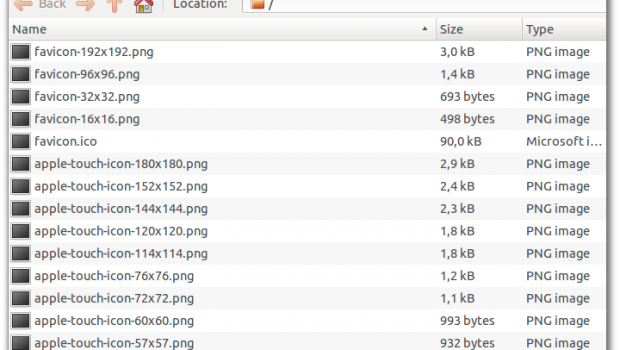 Back Location: /
Name Size Type
favicon-192x192.png 3,0 kB PNG image
favicon-96x96.png 1,4 kB PNG image
favicon-32x32.png 693 bytes PNG image
favicon-16x16.png 498 bytes PNG image
favicon.ico 90,0 kB Microsoft i...
apple-touch-icon-180x180.png 2,9 kB PNG image
apple-touch-icon-152x152.png 2,4 kB PNG image
apple-touch-icon-144x144.png 2,3 kB PNG image
apple-touch-icon-120x120.png 1,8 kB PNG image
apple-touch-icon-114x114.png 1,8 kB PNG image
apple-touch-icon-76x76.png 1,2 kB PNG image
apple-touch-icon-72x72.png 1,1 kB PNG image
apple-touch-icon-60x60.png 993 bytes PNG image
apple-touch-icon-57x57.png 932 bytes PNG image